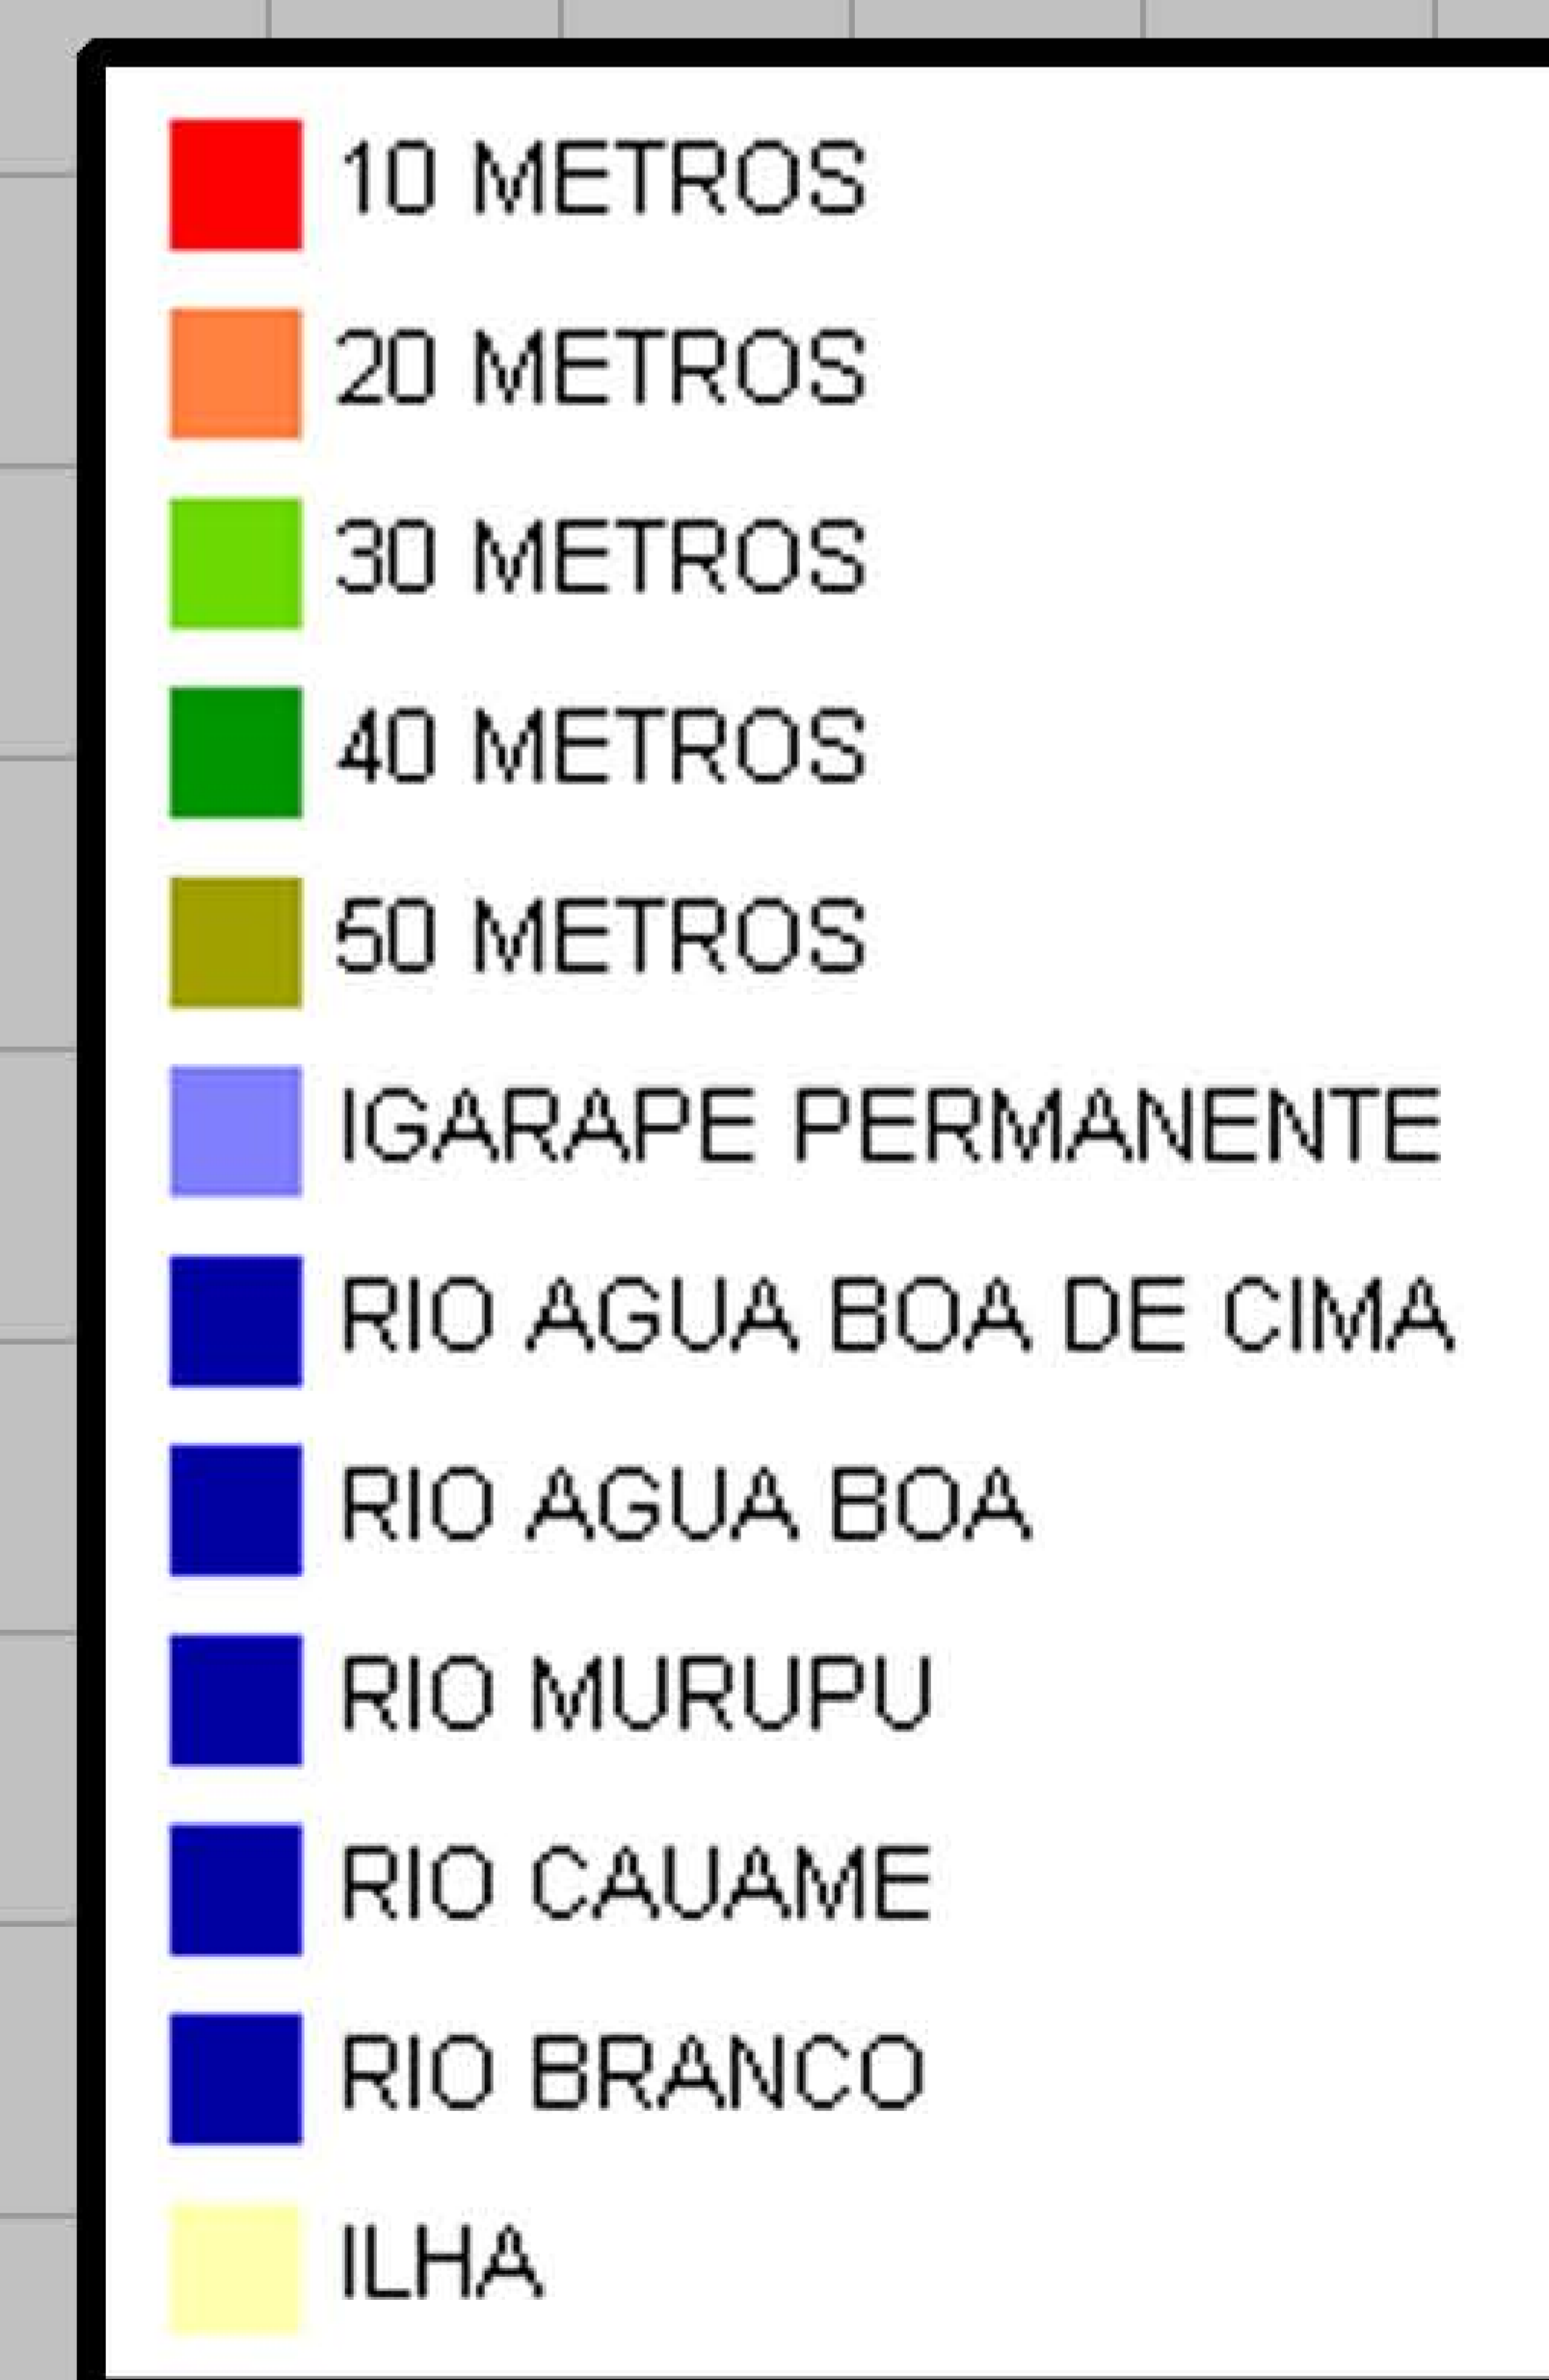 10 METROS
20 METROS
30 METROS
40 METROS
50 METROS
IGARAPE PERMANENTE
RIO AGUA BOA DE CIMA
RIO AGUA BOA
RIO MURUPU
RIO CAUAME
RIO BRANCO
ILHA